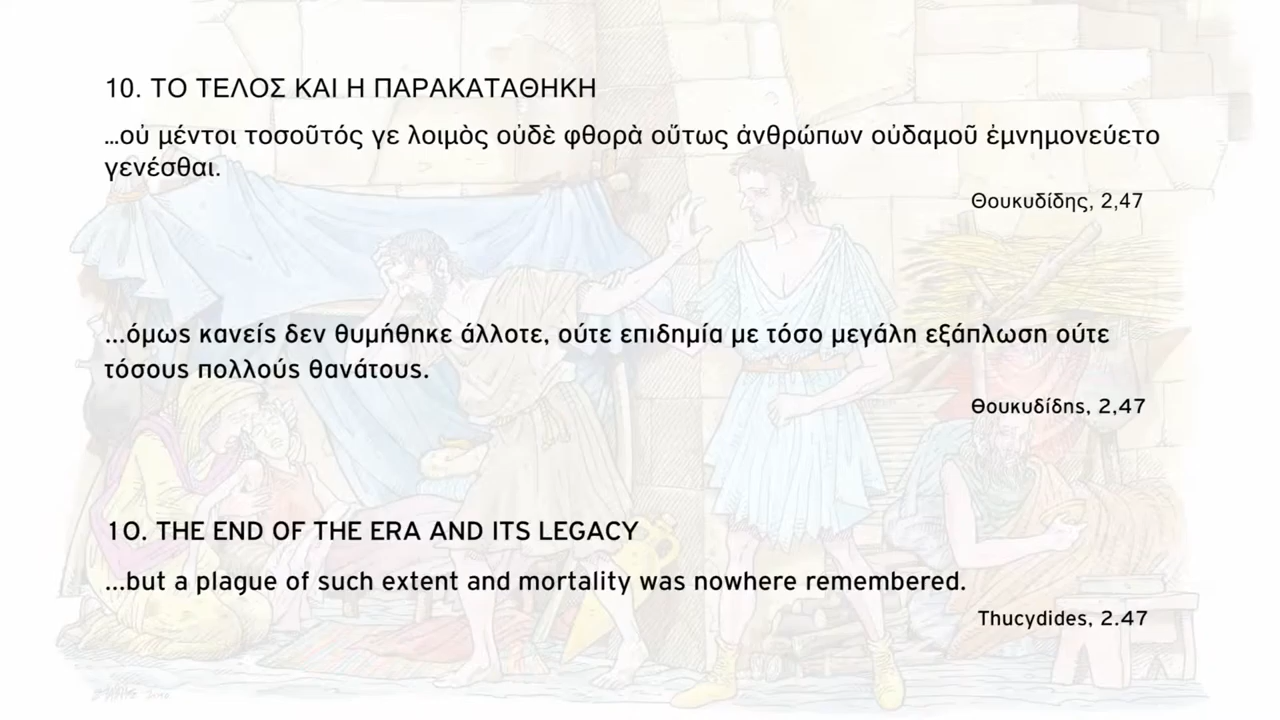 10. ΤΟ ΤΕΛΟΣ ΚΑΙ Η ΠΑΡΑΚΑΤΑΘΗΚΗ
...οὐ μέντοι τοσοῦτός γε λοιμὸς οὐδὲ φθορὰ οὕτως ἀνθρώπων οὐδαμοῦ ἐμνημονεύετο
γενέσθαι.
Θουκυδίδης, 2,47
...όμως κανείς δεν θυμήθηκε άλλοτε, ούτε επιδημία με τόσο μεγάλη εξάπλωση ούτε
τόσους πολλούς θανάτους.
Θουκυδίδης, 2,47
10. THE END OF THE ERA AND ITS LEGACY
...but a plague of such extent and mortality was nowhere remembered.
Thucydides, 2.47